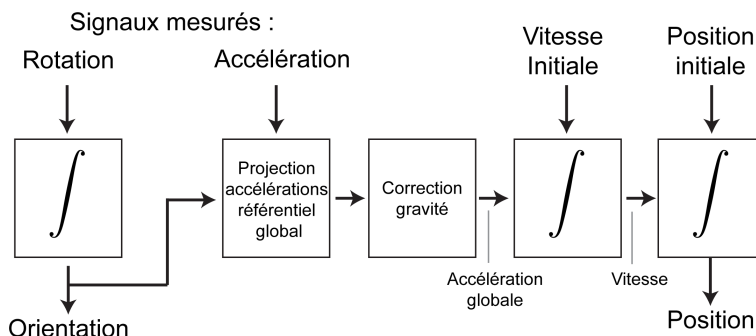 Signaux mesurés :
Rotation
Accélération
Vitesse
Initiale
Position
initiale
∫
Projection
accélérations
référentiel
global
Correction
gravité
∫
∫
Accélération
globale
Vitesse
Orientation
Position